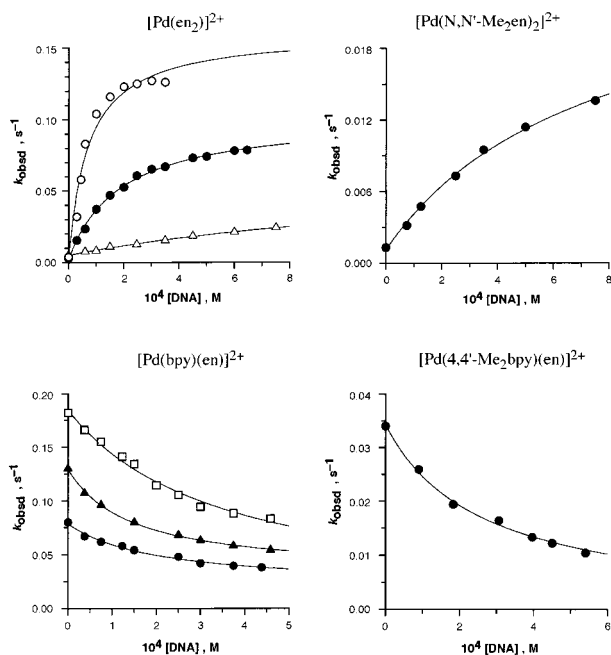 [Pd(en₂)]²⁺
0.15
0.10
0.05
0.00
k_obsd , s⁻¹
0 2 4 6 8
10⁴ [DNA] , M
[Pd(N,N'-Me₂en)₂]²⁺
0.018
0.012
0.006
0.000
k_obsd , s⁻¹
0 2 4 6 8
10⁴ [DNA] , M
[Pd(bpy)(en)]²⁺
0.20
0.15
0.10
0.05
0.00
k_obsd , s⁻¹
0 1 2 3 4 5
10⁴ [DNA] , M
[Pd(4,4'-Me₂bpy)(en)]²⁺
0.04
0.03
0.02
0.01
0.00
k_obsd , s⁻¹
0 2 4 6
10⁴ [DNA] , M